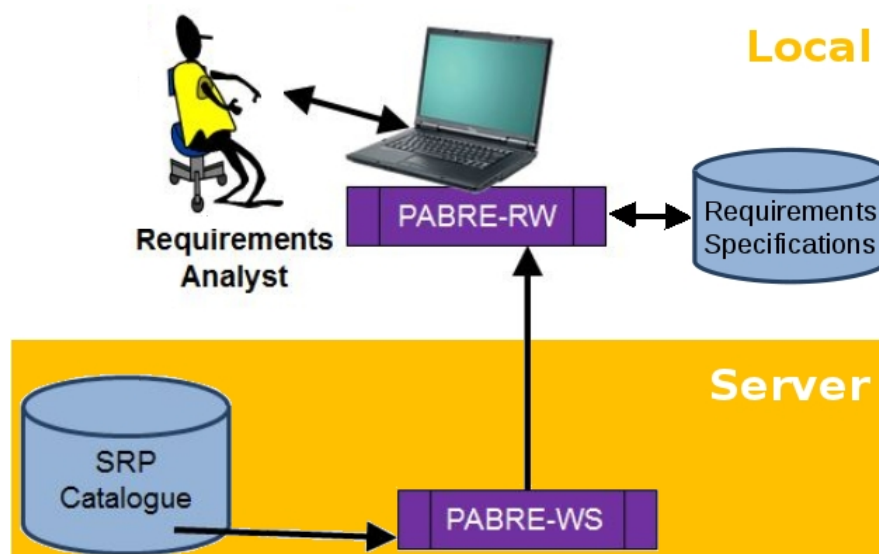 Local
PABRE-RW
Requirements
Specifications
Requirements
Analyst
Server
SRP
Catalogue
PABRE-WS